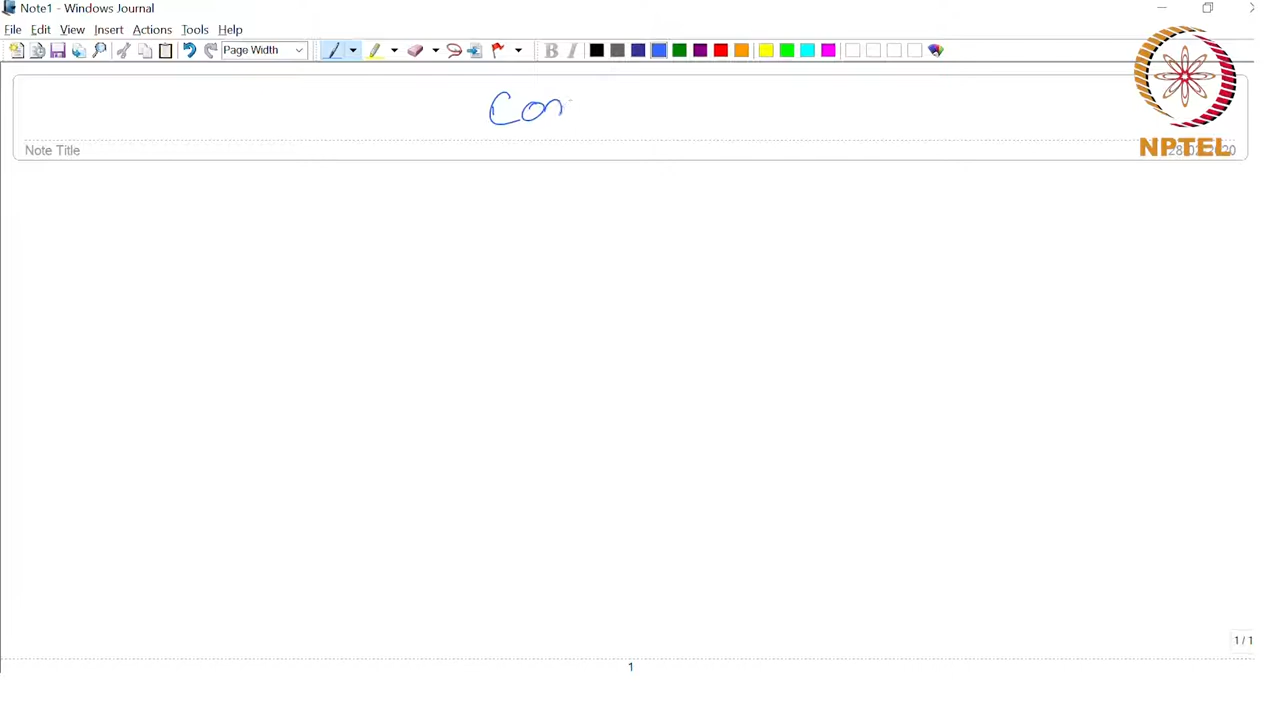 Note1 - Windows Journal
File Edit View Insert Actions Tools Help
Page Width B I
Con
Note Title
NPTEL
1 / 1
1